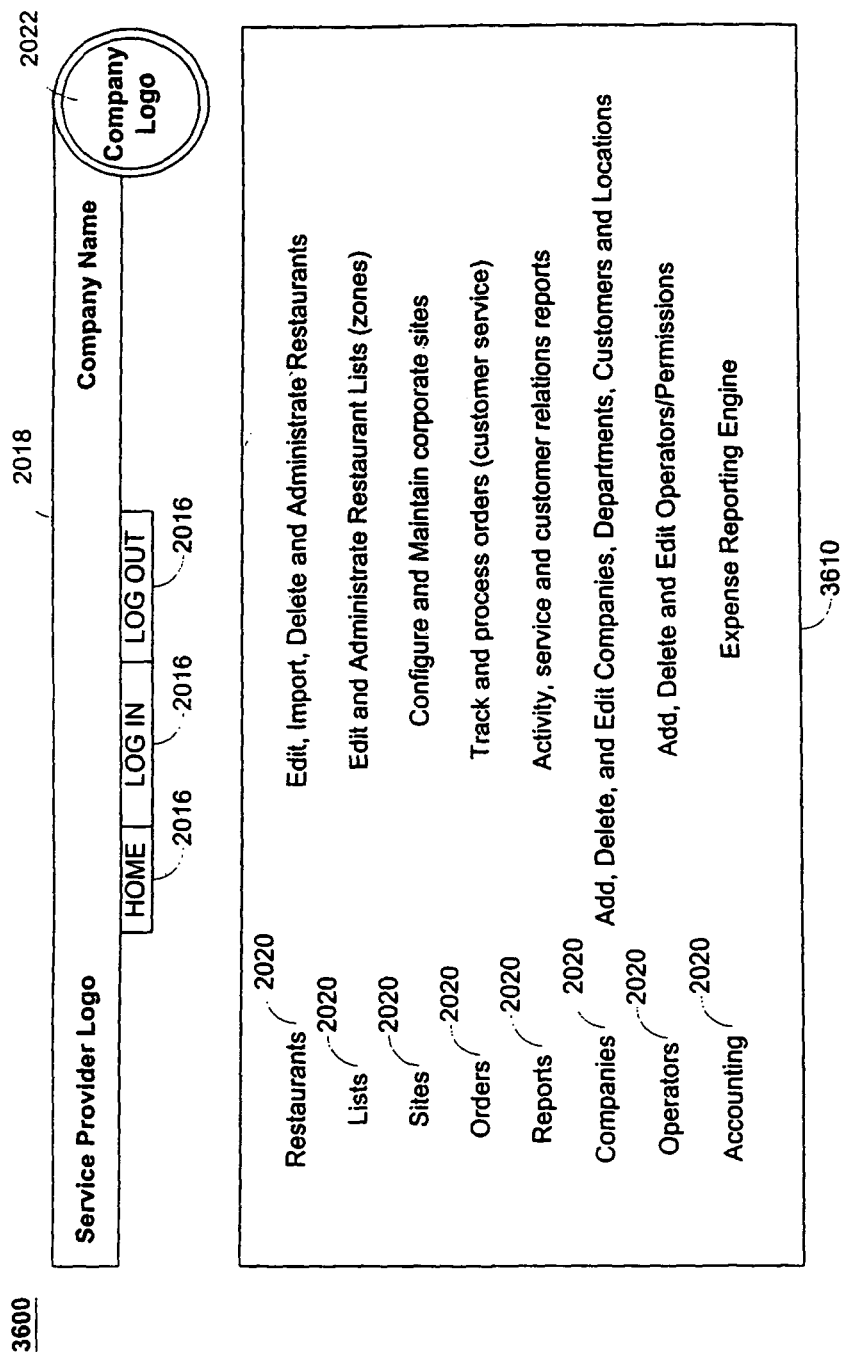 3600
2018
2022
Service Provider Logo
Company Name
Company
Logo
HOME
LOG IN
LOG OUT
2016
2016
2016
2020
Restaurants
Edit, Import, Delete and Administrate Restaurants
2020
Lists
Edit and Administrate Restaurant Lists (zones)
2020
Sites
Configure and Maintain corporate sites
2020
Orders
Track and process orders (customer service)
2020
Reports
Activity, service and customer relations reports
2020
Companies
Add, Delete, and Edit Companies, Departments, Customers and Locations
2020
Operators
Add, Delete and Edit Operators/Permissions
2020
Accounting
Expense Reporting Engine
3610